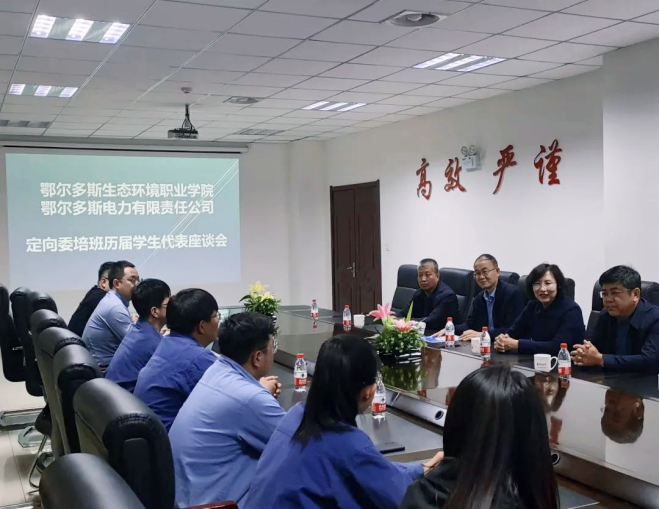 鄂尔多斯生态环境职业学院
鄂尔多斯电力有限责任公司
定向委培班历届学生代表座谈会
高效 严谨